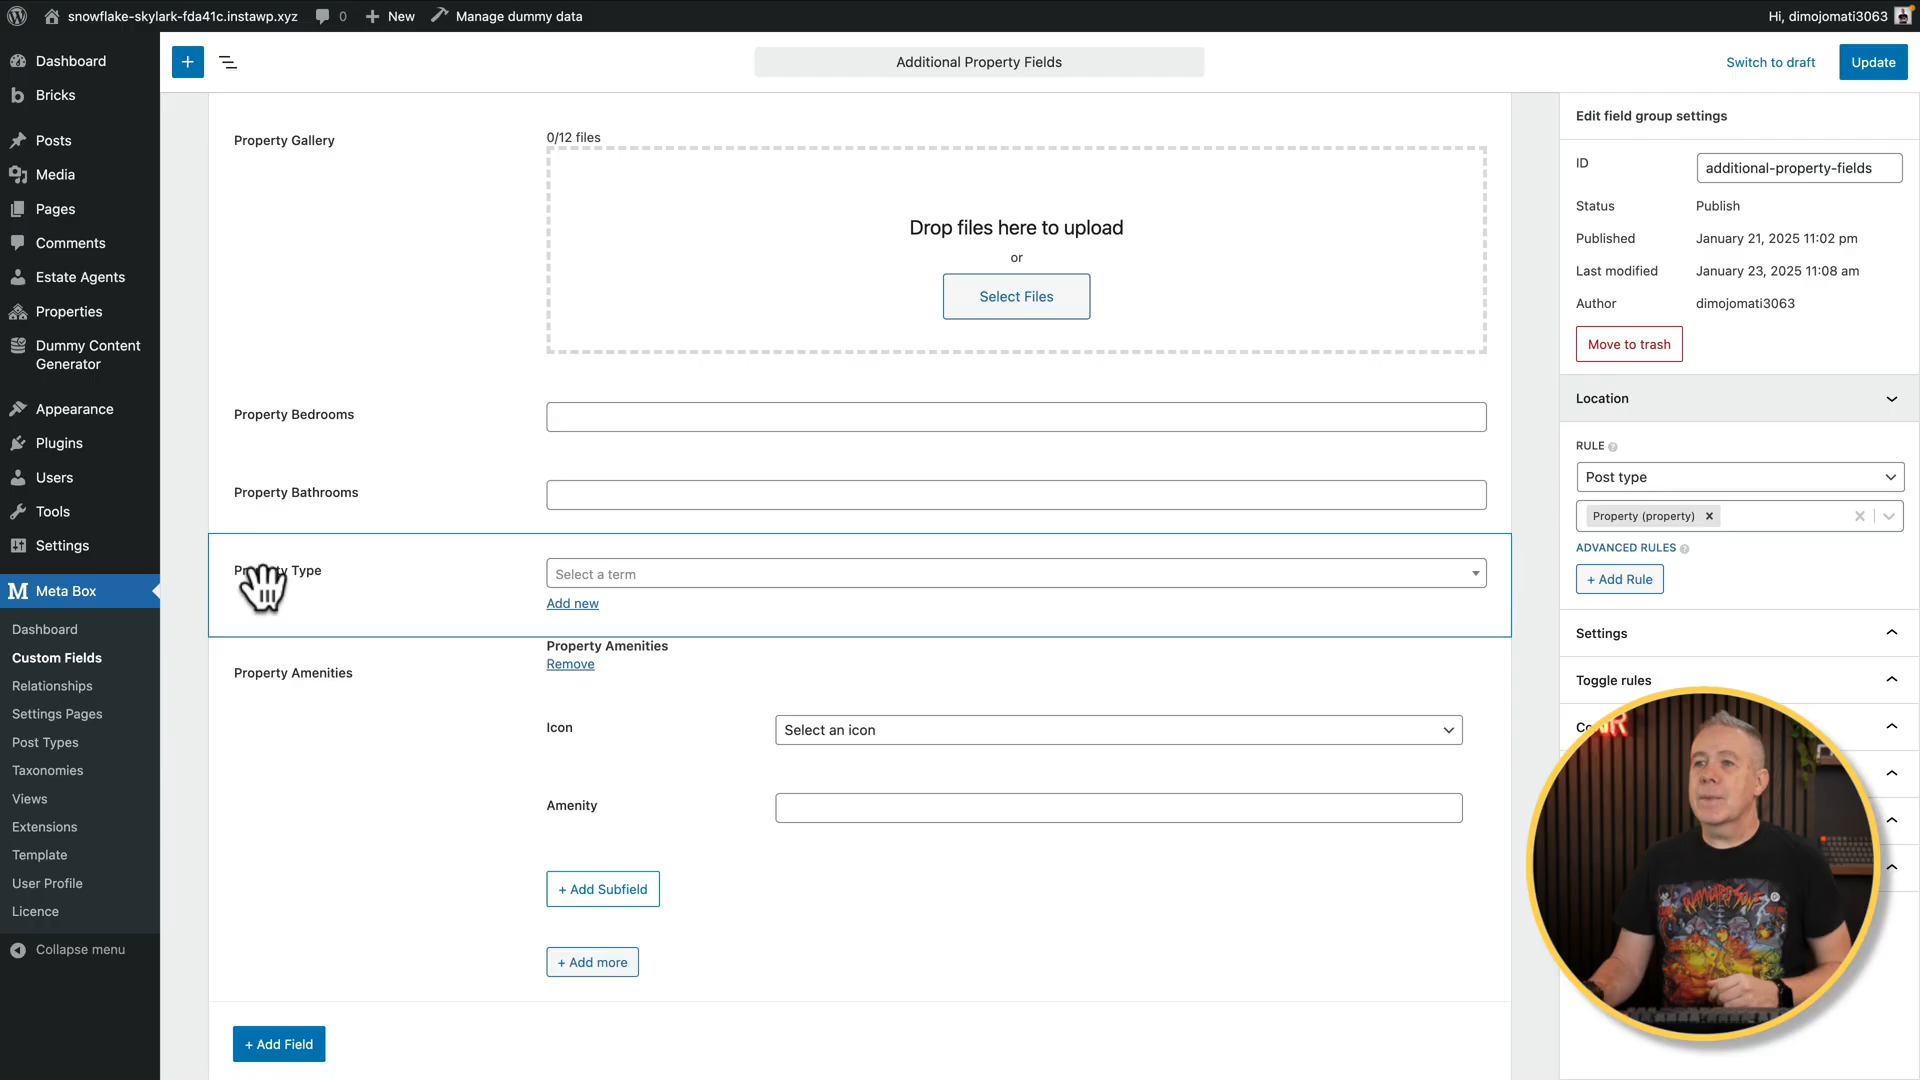 snowflake-skylark-fda41c.instawp.xyz
0
New
Manage dummy data
Hi, dimojomati3063
Dashboard
Bricks
Posts
Media
Pages
Comments
Estate Agents
Properties
Dummy Content
Generator
Appearance
Plugins
Users
Tools
Settings
Meta Box
Dashboard
Custom Fields
Relationships
Settings Pages
Post Types
Taxonomies
Views
Extensions
Template
User Profile
Licence
Collapse menu
Additional Property Fields
Switch to draft
Update
Property Gallery
0/12 files
Drop files here to upload
or
Select Files
Property Bedrooms
Property Bathrooms
Type
Select a term
Add new
Property Amenities
Remove
Property Amenities
Icon
Select an icon
Amenity
+ Add Subfield
+ Add more
+ Add Field
Edit field group settings
ID
additional-property-fields
Status
Publish
Published
January 21, 2025 11:02 pm
Last modified
January 23, 2025 11:08 am
Author
dimojomati3063
Move to trash
Location
RULE
Post type
Property (property)
ADVANCED RULES
+ Add Rule
Settings
Toggle rules